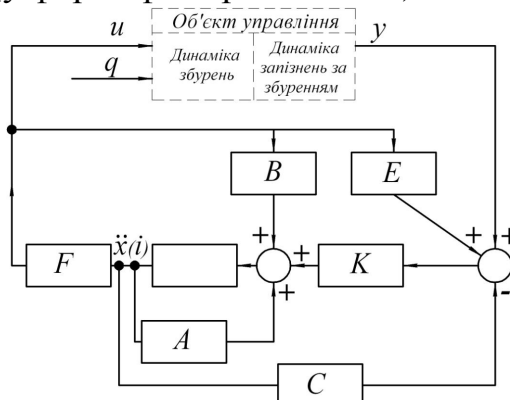 Об'єкт управління
u
y
Динаміка
збурень
Динаміка
запізнень за
збуренням
q
B
E
+
+
+
ẍ(i)
+
F
K
+
-
A
C